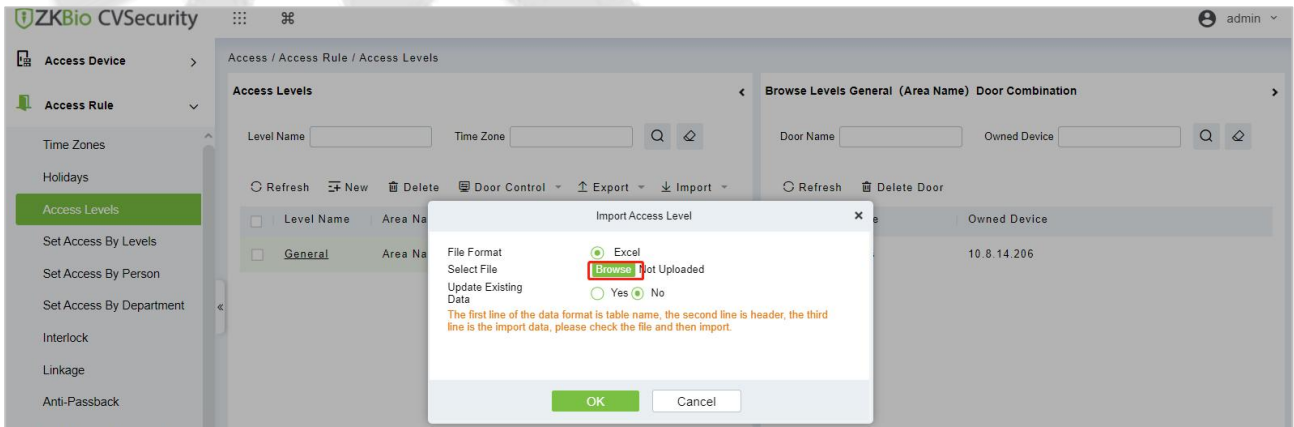 ZKBio CVSecurity
admin
Access Device
Access / Access Rule / Access Levels
Access Rule
Access Levels
Browse Levels General (Area Name) Door Combination
Time Zones
Level Name
Time Zone
Door Name
Owned Device
Holidays
Refresh New Delete Door Control Export Import
Refresh Delete Door
Access Levels
Level Name Area Na
Import Access Level
Owned Device
Set Access By Levels
General Area Na
File Format Excel
10.8.14.206
Select File Browse Not Uploaded
Set Access By Person
Update Existing
Data
Yes No
Set Access By Department
The first line of the data format is table name, the second line is header, the third
line is the import data, please check the file and then import.
Interlock
Linkage
Anti-Passback
OK Cancel